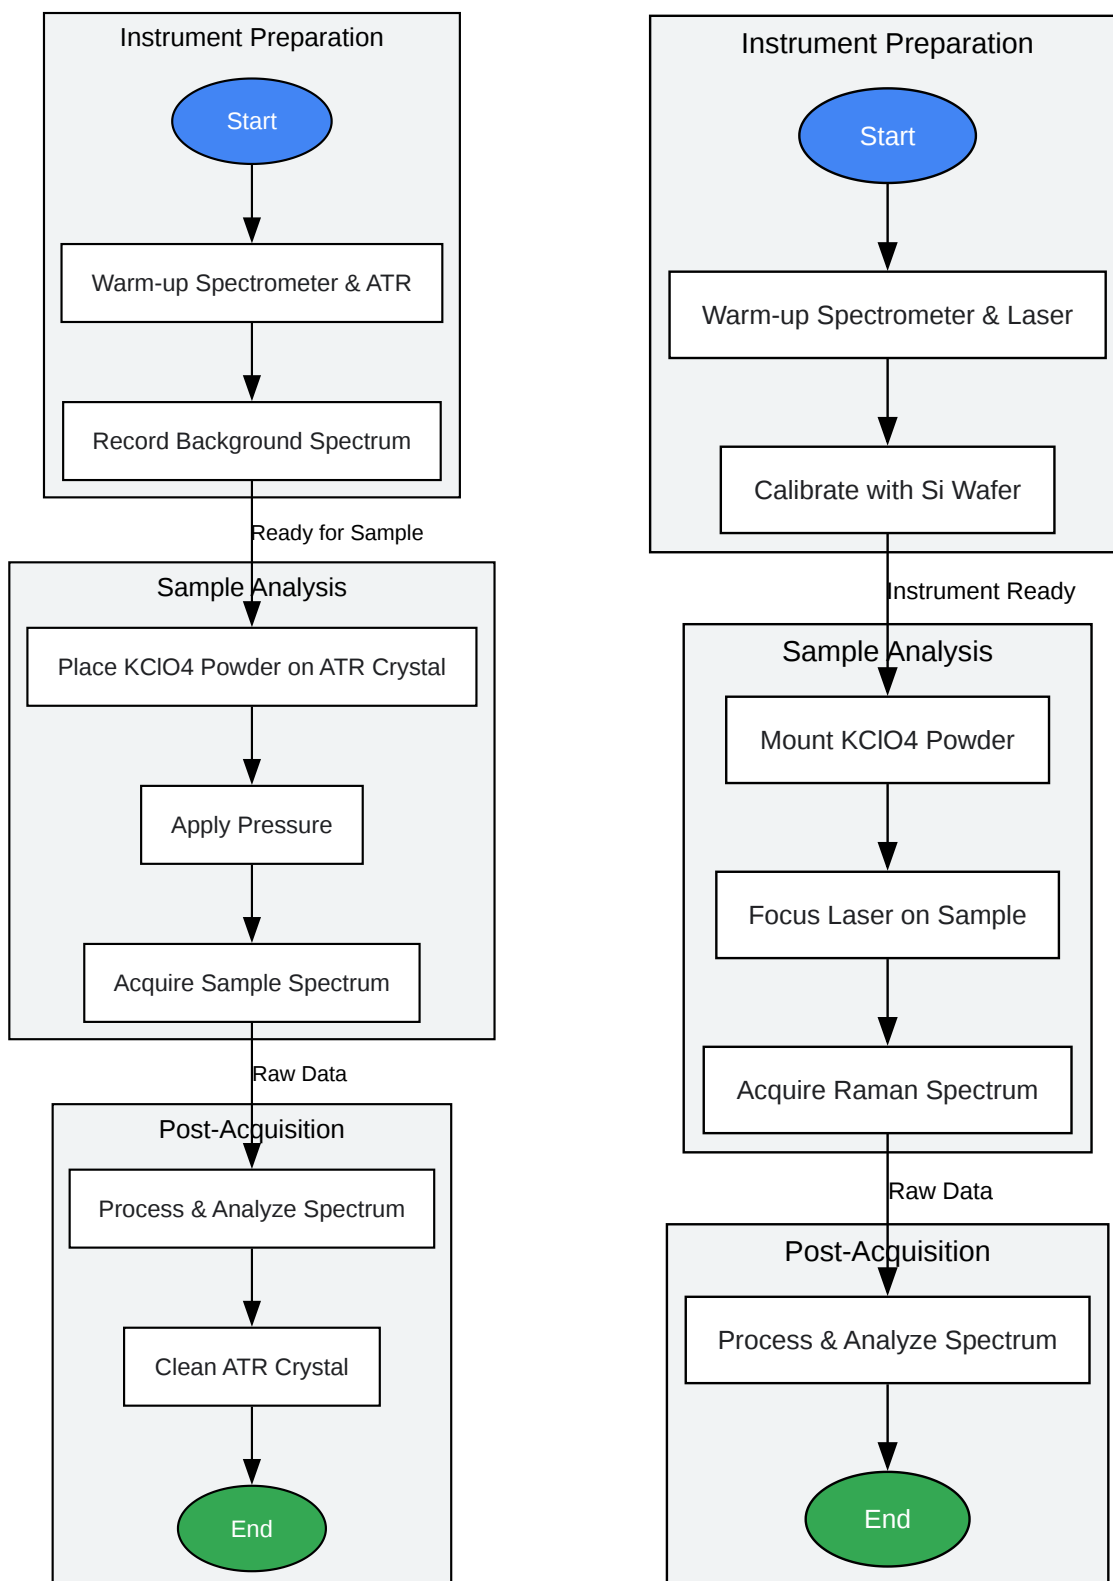 Instrument Preparation
Start
Warm-up Spectrometer & ATR
Record Background Spectrum
Ready for Sample
Sample Analysis
Place KClO4 Powder on ATR Crystal
Apply Pressure
Acquire Sample Spectrum
Raw Data
Post-Acquisition
Process & Analyze Spectrum
Clean ATR Crystal
End
Instrument Preparation
Start
Warm-up Spectrometer & Laser
Calibrate with Si Wafer
Instrument Ready
Sample Analysis
Mount KClO4 Powder
Focus Laser on Sample
Acquire Raman Spectrum
Raw Data
Post-Acquisition
Process & Analyze Spectrum
End